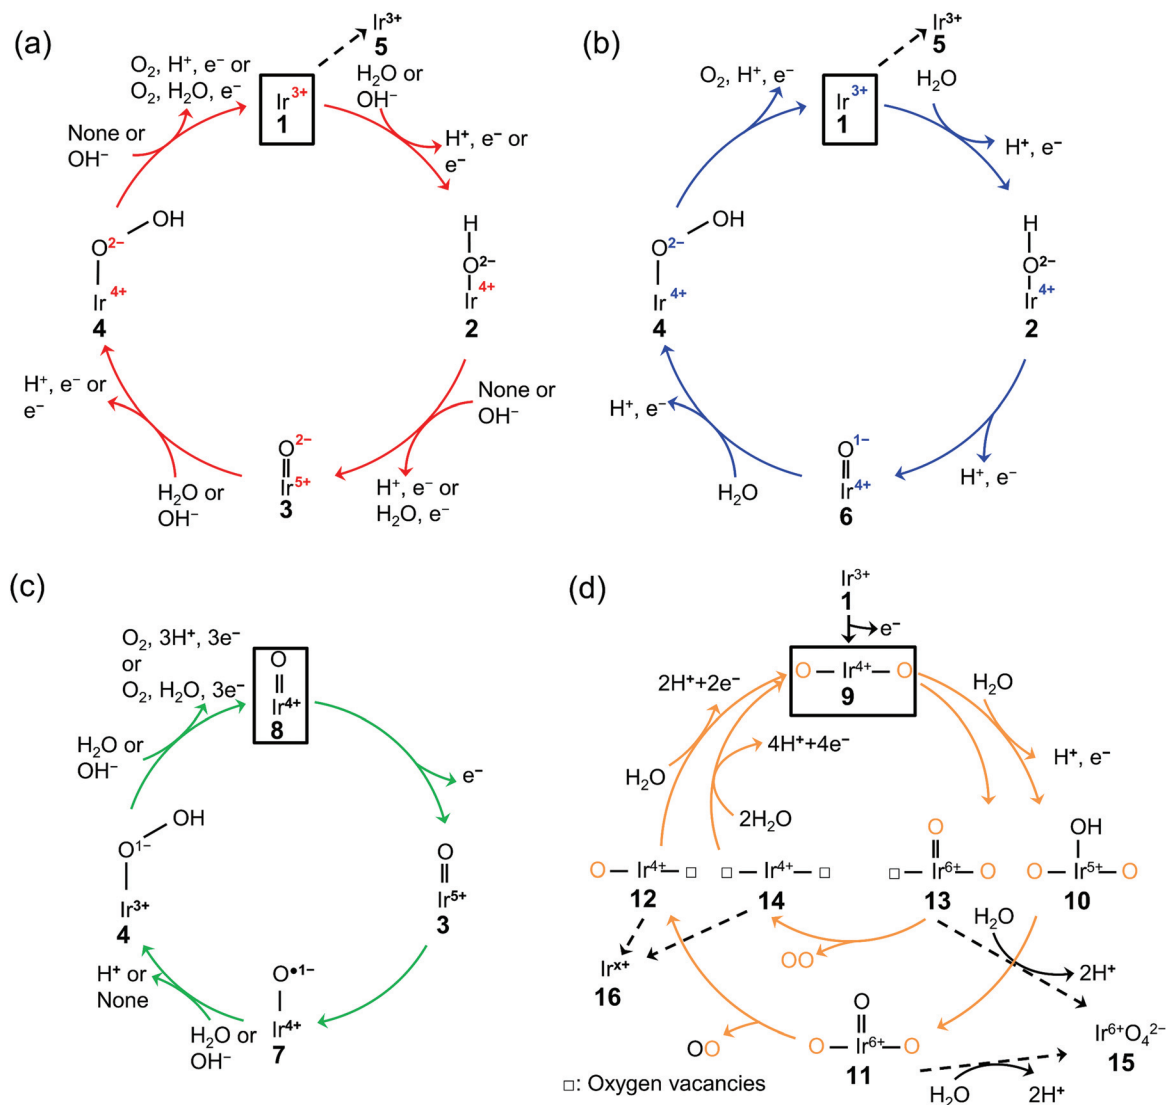 (a)
Ir³⁺
5
O₂, H⁺, e⁻ or
O₂, H₂O, e⁻
Ir³⁺
1
H₂O or
OH⁻
None or
OH⁻
H⁺, e⁻ or
e⁻
OH
O²⁻
Ir⁴⁺
4
H
O²⁻
Ir⁴⁺
2
H⁺, e⁻ or
e⁻
None or
OH⁻
O²⁻
Ir⁵⁺
3
H₂O or
OH⁻
H⁺, e⁻ or
H₂O, e⁻
(b)
Ir³⁺
5
O₂, H⁺, e⁻
Ir³⁺
1
H₂O
H⁺, e⁻
OH
O²⁻
Ir⁴⁺
4
H
O²⁻
Ir⁴⁺
2
H⁺, e⁻
H₂O
O¹⁻
Ir⁴⁺
6
H⁺, e⁻
(c)
O₂, 3H⁺, 3e⁻
or
O₂, H₂O, 3e⁻
O
Ir⁴⁺
8
H₂O or
OH⁻
e⁻
OH
O¹⁻
Ir³⁺
4
O
Ir⁵⁺
3
H⁺ or
None
H₂O or
OH⁻
O•¹⁻
Ir⁴⁺
7
(d)
Ir³⁺
1
e⁻
O Ir⁴⁺ O
9
2H⁺+2e⁻
H₂O
4H⁺+4e⁻
H₂O
2H₂O
H⁺, e⁻
O Ir⁴⁺ □
12
□ Ir⁴⁺ □
14
O
□ Ir⁶⁺ O
13
OH
O Ir⁵⁺ O
10
H₂O
2H⁺
OO
Irˣ⁺
16
OO
O
O Ir⁶⁺ O
11
Ir⁶⁺O₄²⁻
15
H₂O
2H⁺
□: Oxygen vacancies